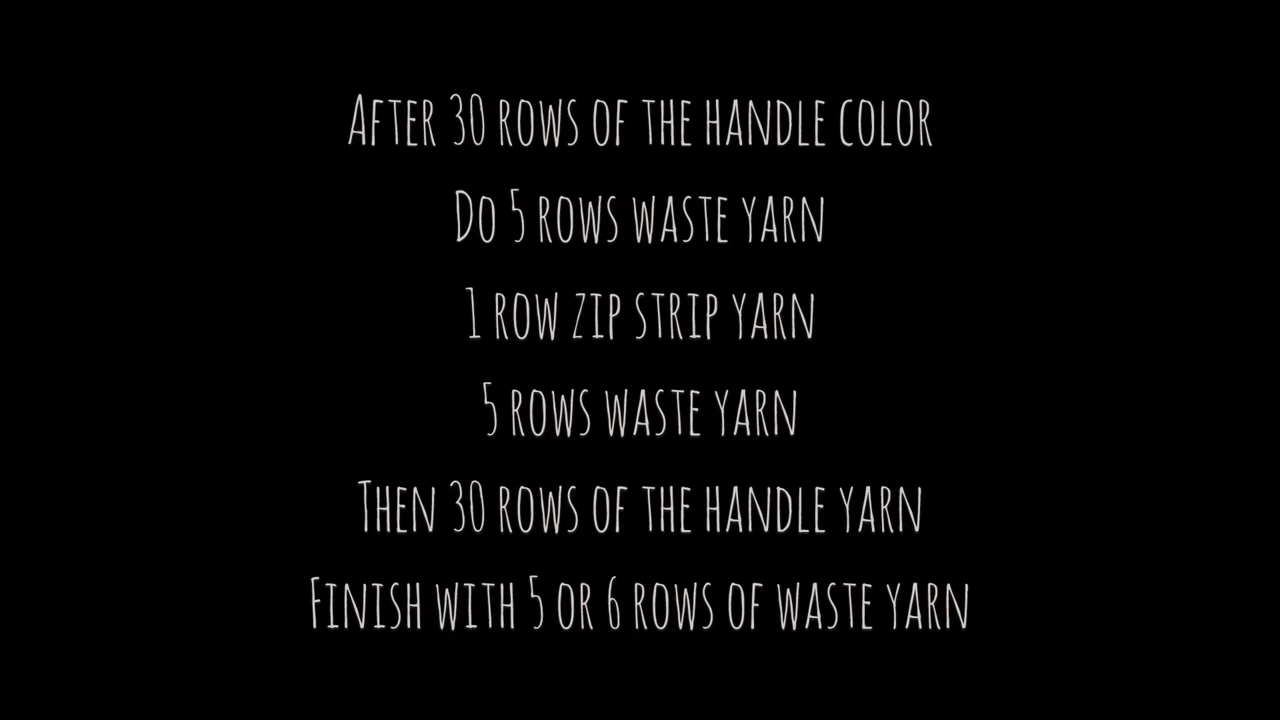 After 30 rows of the handle color
Do 5 rows waste yarn
1 row zip strip yarn
5 rows waste yarn
Then 30 rows of the handle yarn
Finish with 5 or 6 rows of waste yarn